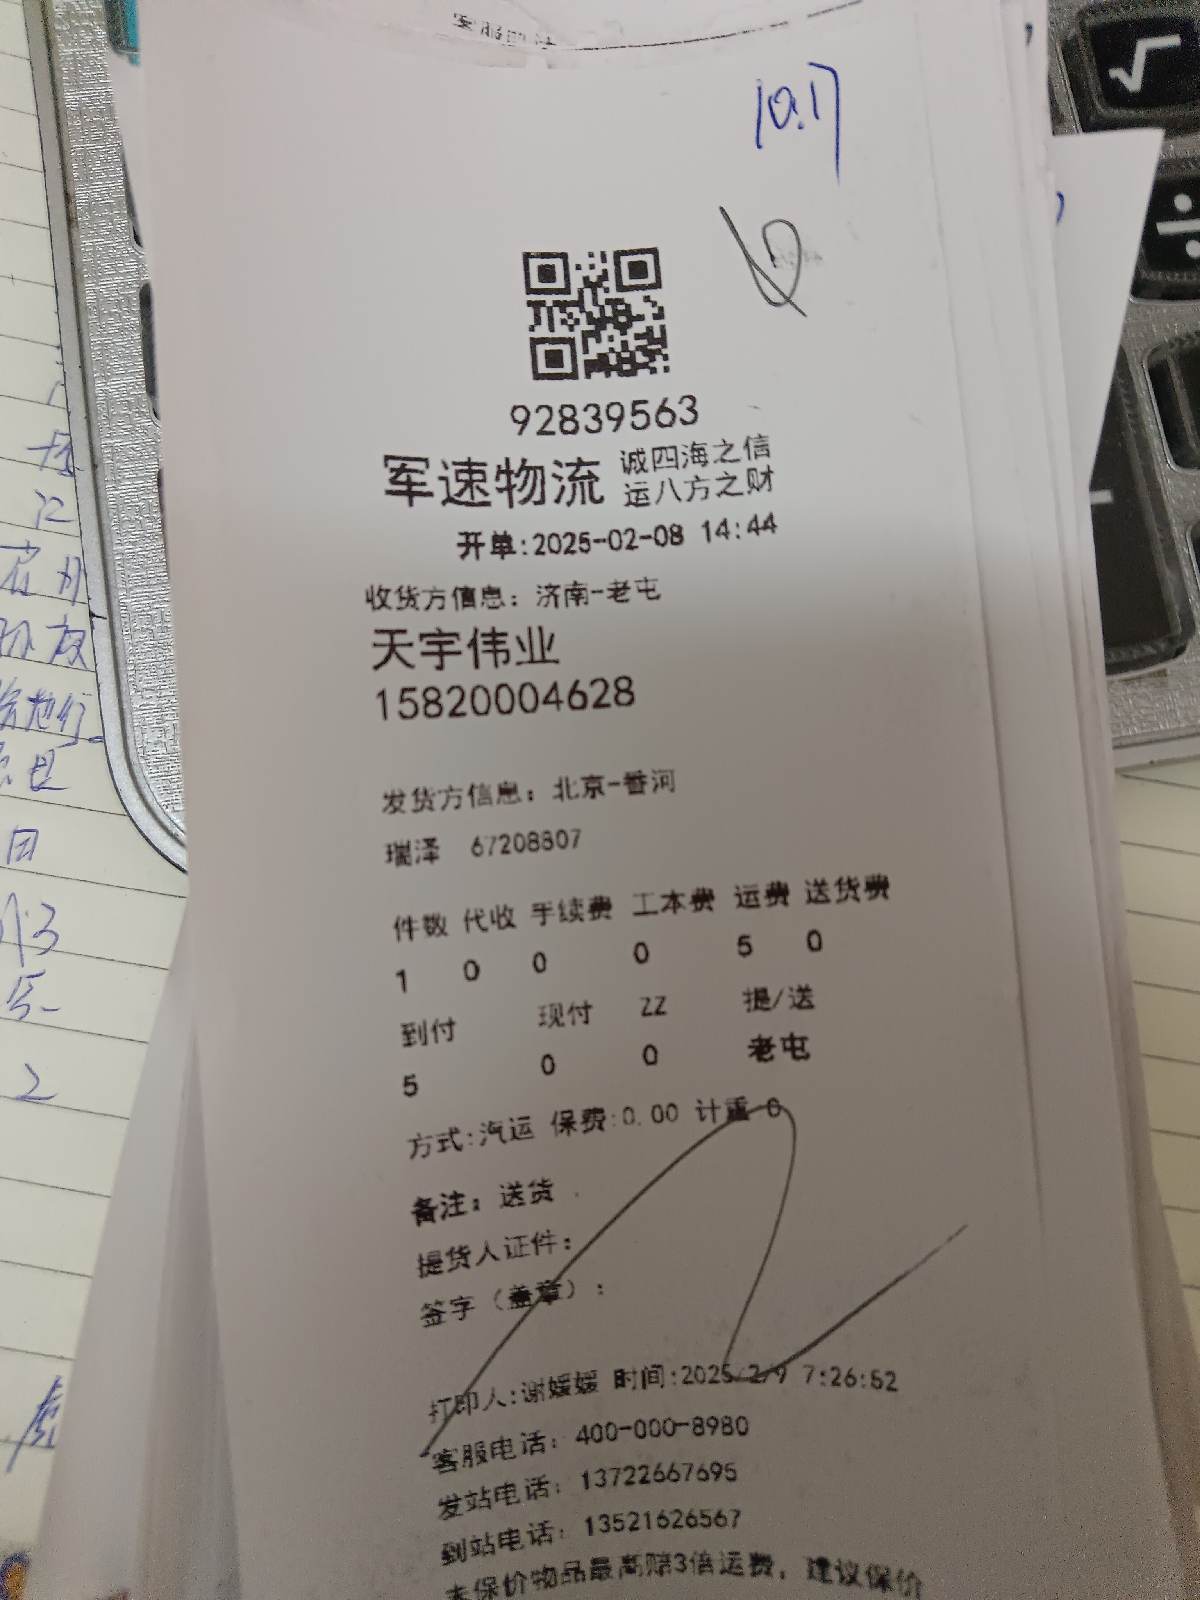 10.17
92839563
军速物流 诚四海之信
运八方之财
开单:2025-02-08 14:44
收货方信息：济南-老屯
天宇伟业
15820004628
发货方信息：北京-香河
瑞泽 67208807
件数 代收 手续费 工本费 运费 送货费
1 0 0 0 5 0
到付 现付 ZZ 提/送
5 0 0 老屯
方式:汽运 保费:0.00 计重 0
备注：送货
提货人证件：
签字（盖章）：
打印人:谢媛媛 时间:2025/2/9 7:26:52
客服电话：400-000-8980
发站电话：13722667695
到站电话：13521626567
未保价物品最高赔3倍运费，建议保价
√
÷
团
2